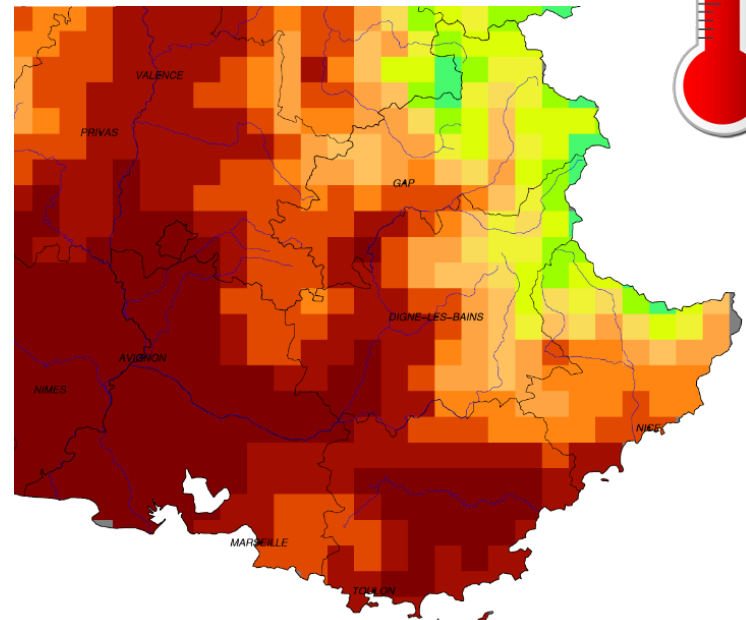 VALENCE
PRIVAS
GAP
DIGNE-LES-BAINS
AVIGNON
NIMES
NICE
MARSEILLE
TOULON